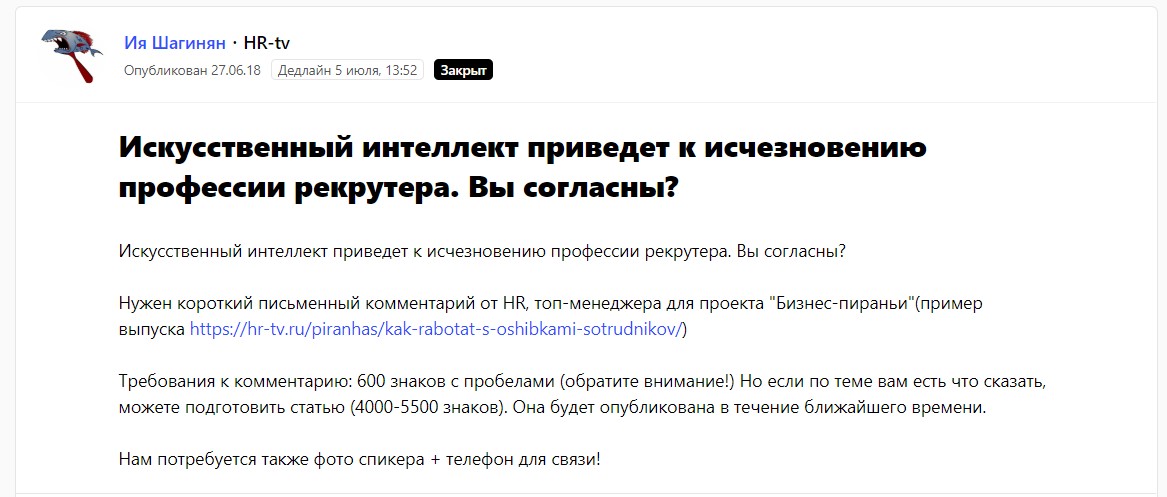 Ия Шагинян · HR-tv
Опубликован 27.06.18 Дедлайн 5 июля, 13:52 Закрыт
Искусственный интеллект приведет к исчезновению
профессии рекрутера. Вы согласны?
Искусственный интеллект приведет к исчезновению профессии рекрутера. Вы согласны?
Нужен короткий письменный комментарий от HR, топ-менеджера для проекта "Бизнес-пираньи"(пример
выпуска https://hr-tv.ru/piranhas/kak-rabotat-s-oshibkami-sotrudnikov/)
Требования к комментарию: 600 знаков с пробелами (обратите внимание!) Но если по теме вам есть что сказать,
можете подготовить статью (4000-5500 знаков). Она будет опубликована в течение ближайшего времени.
Нам потребуется также фото спикера + телефон для связи!